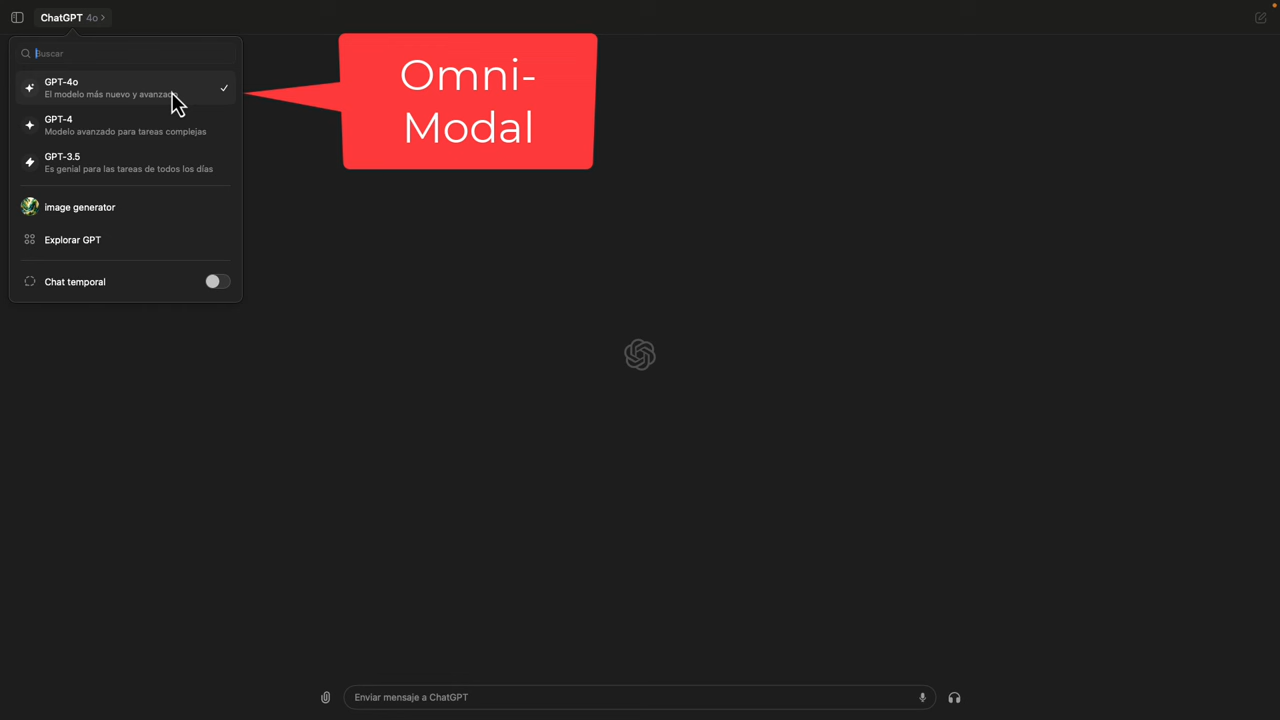 ChatGPT 4o >
Buscar
GPT-4o
El modelo más nuevo y avanzado
GPT-4
Modelo avanzado para tareas complejas
GPT-3.5
Es genial para las tareas de todos los días
image generator
Explorar GPT
Chat temporal
Omni-
Modal
Enviar mensaje a ChatGPT